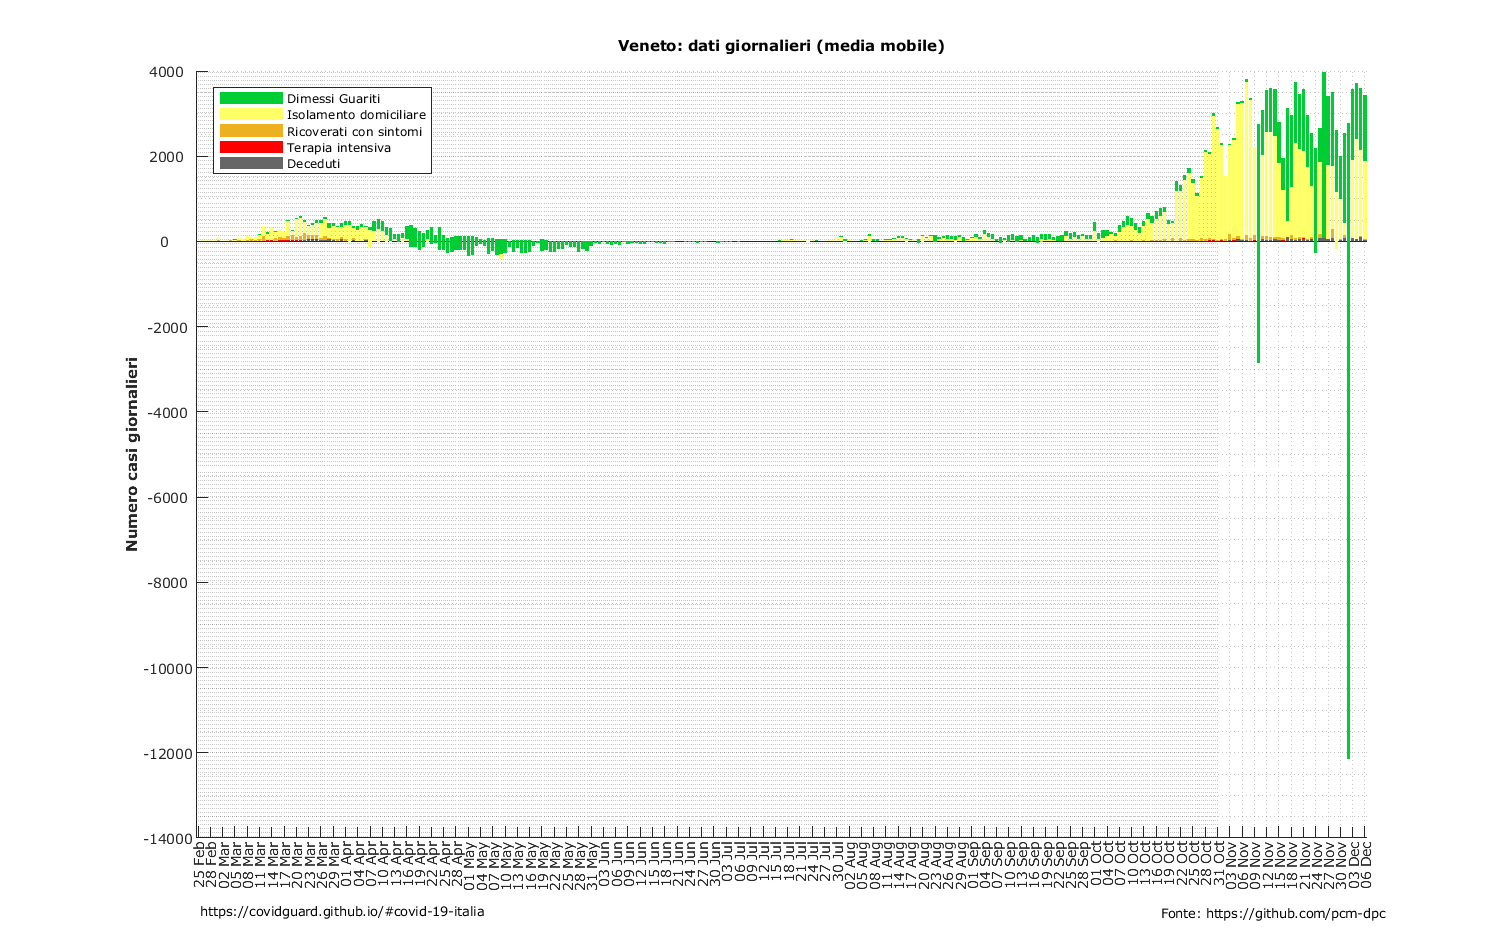 Veneto: dati giornalieri (media mobile)
4000
2000
0
-2000
-4000
-6000
-8000
-10000
-12000
-14000
Numero casi giornalieri
Dimessi Guariti
Isolamento domiciliare
Ricoverati con sintomi
Terapia intensiva
Deceduti
25 Feb
28 Feb
02 Mar
05 Mar
08 Mar
11 Mar
14 Mar
17 Mar
20 Mar
23 Mar
26 Mar
29 Mar
01 Apr
04 Apr
07 Apr
10 Apr
13 Apr
16 Apr
19 Apr
22 Apr
25 Apr
28 Apr
01 May
04 May
07 May
10 May
13 May
16 May
19 May
22 May
25 May
28 May
31 May
03 Jun
06 Jun
09 Jun
12 Jun
15 Jun
18 Jun
21 Jun
24 Jun
27 Jun
30 Jun
03 Jul
06 Jul
09 Jul
12 Jul
15 Jul
18 Jul
21 Jul
24 Jul
27 Jul
30 Jul
02 Aug
05 Aug
08 Aug
11 Aug
14 Aug
17 Aug
20 Aug
23 Aug
26 Aug
29 Aug
01 Sep
04 Sep
07 Sep
10 Sep
13 Sep
16 Sep
19 Sep
22 Sep
25 Sep
28 Sep
01 Oct
04 Oct
07 Oct
10 Oct
13 Oct
16 Oct
19 Oct
22 Oct
25 Oct
28 Oct
31 Oct
03 Nov
06 Nov
09 Nov
12 Nov
15 Nov
18 Nov
21 Nov
24 Nov
27 Nov
30 Nov
03 Dec
06 Dec
https://covidguard.github.io/#covid-19-italia
Fonte: https://github.com/pcm-dpc